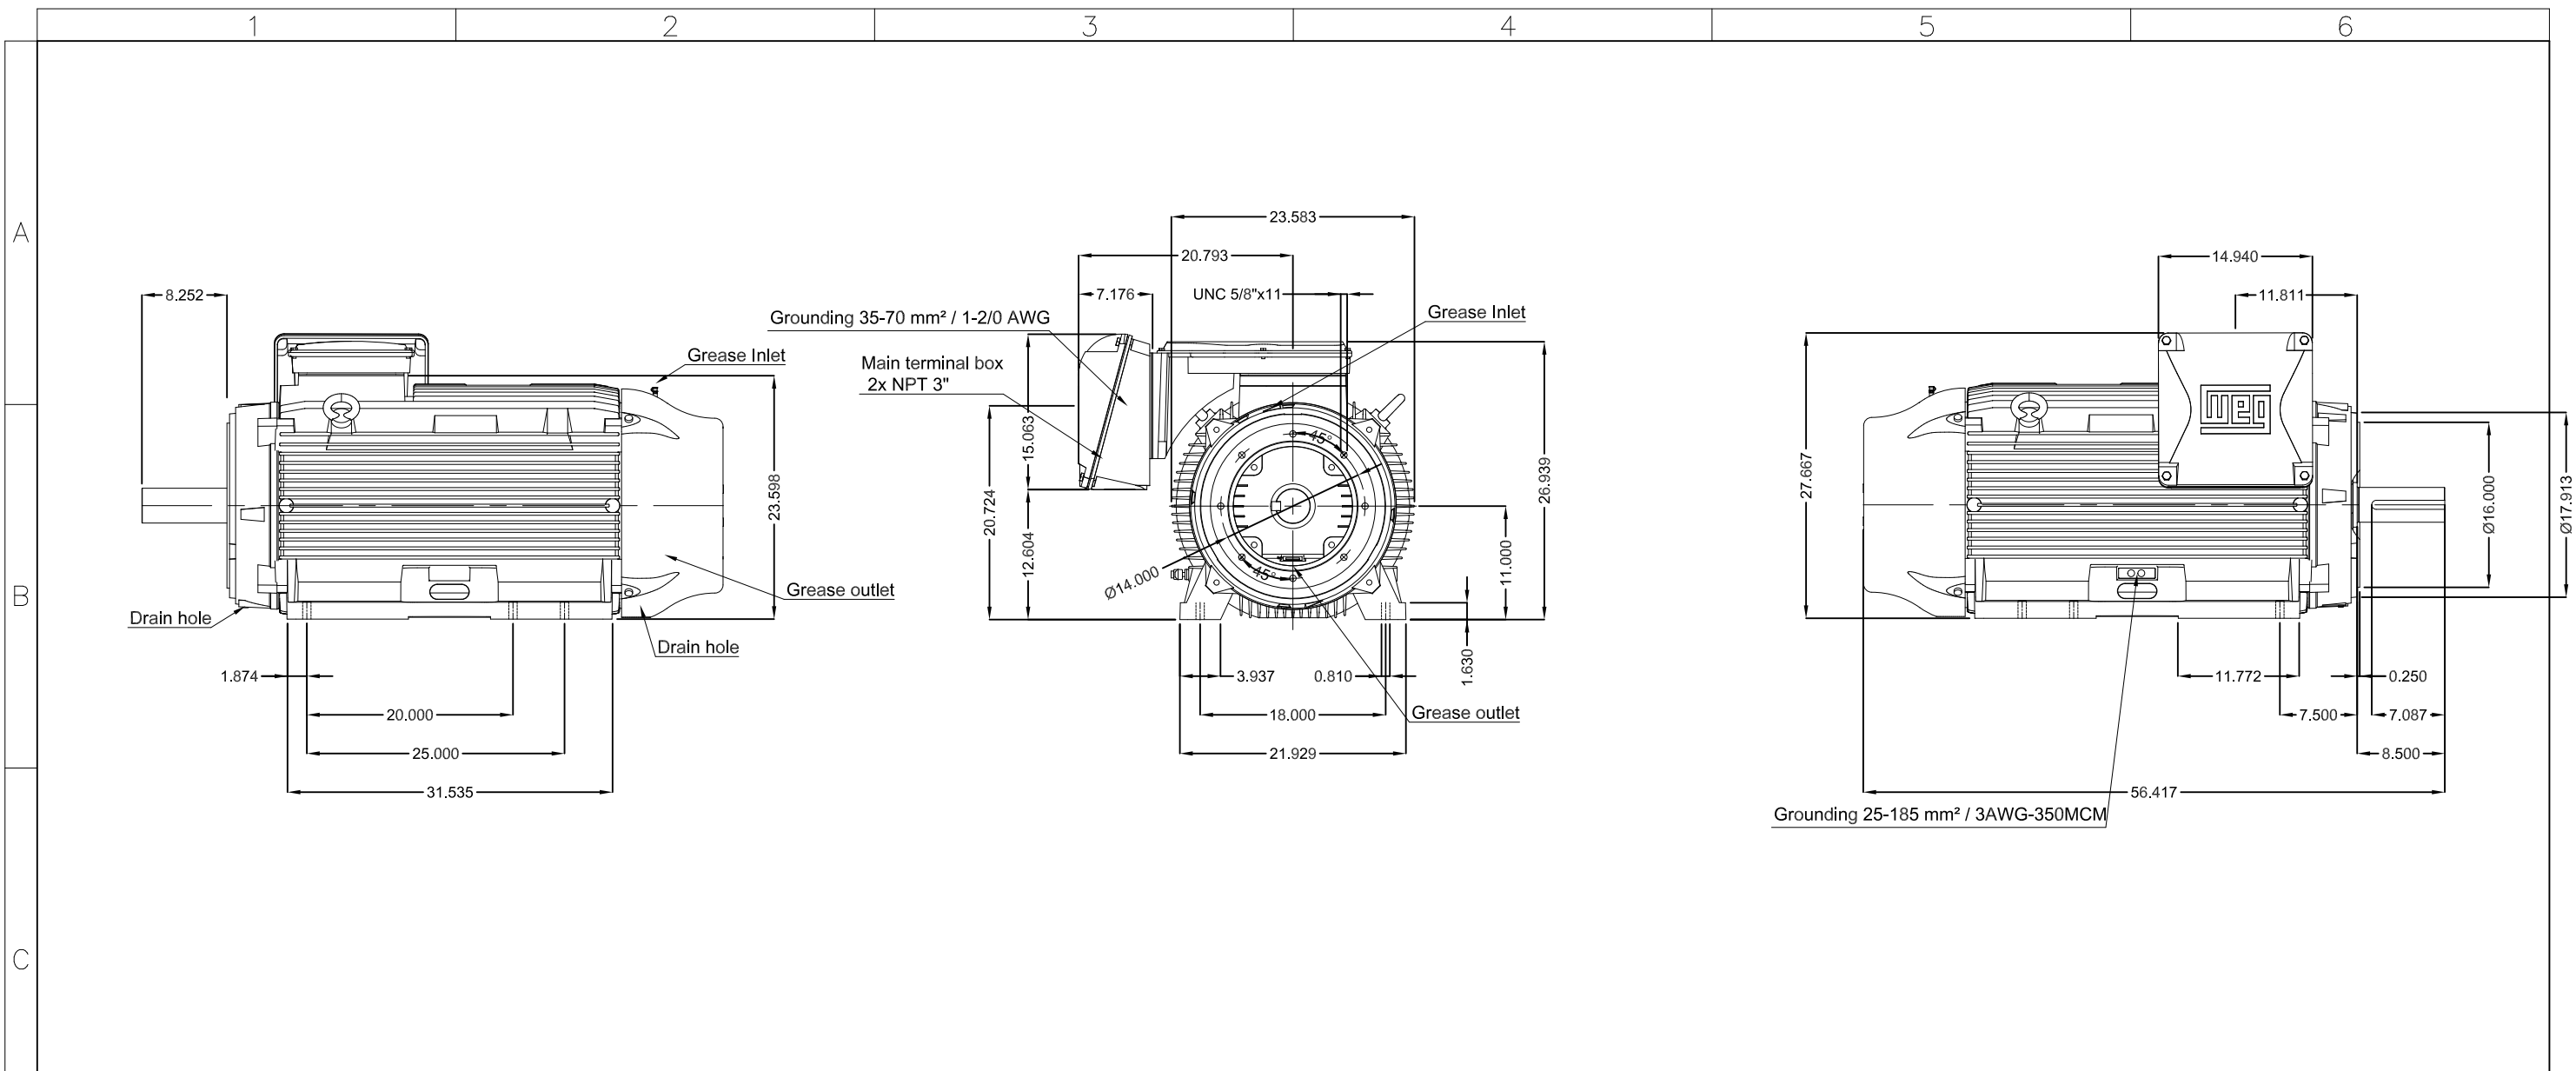 1
2
3
4
5
6
A
B
C
8.252
Grease Inlet
23.598
Grease outlet
Drain hole
Drain hole
1.874
20.000
25.000
31.535
23.583
20.793
7.176
UNC 5/8"x11
Grounding 35-70 mm² / 1-2/0 AWG
Grease Inlet
Main terminal box
2x NPT 3"
15.063
20.724
12.604
45°
45°
Ø14.000
26.939
11.000
1.630
3.937
0.810
18.000
Grease outlet
21.929
14.940
11.811
27.667
weg
Ø16.000
Ø17.913
11.772
0.250
7.500
7.087
8.500
56.417
Grounding 25-185 mm² / 3AWG-350MCM